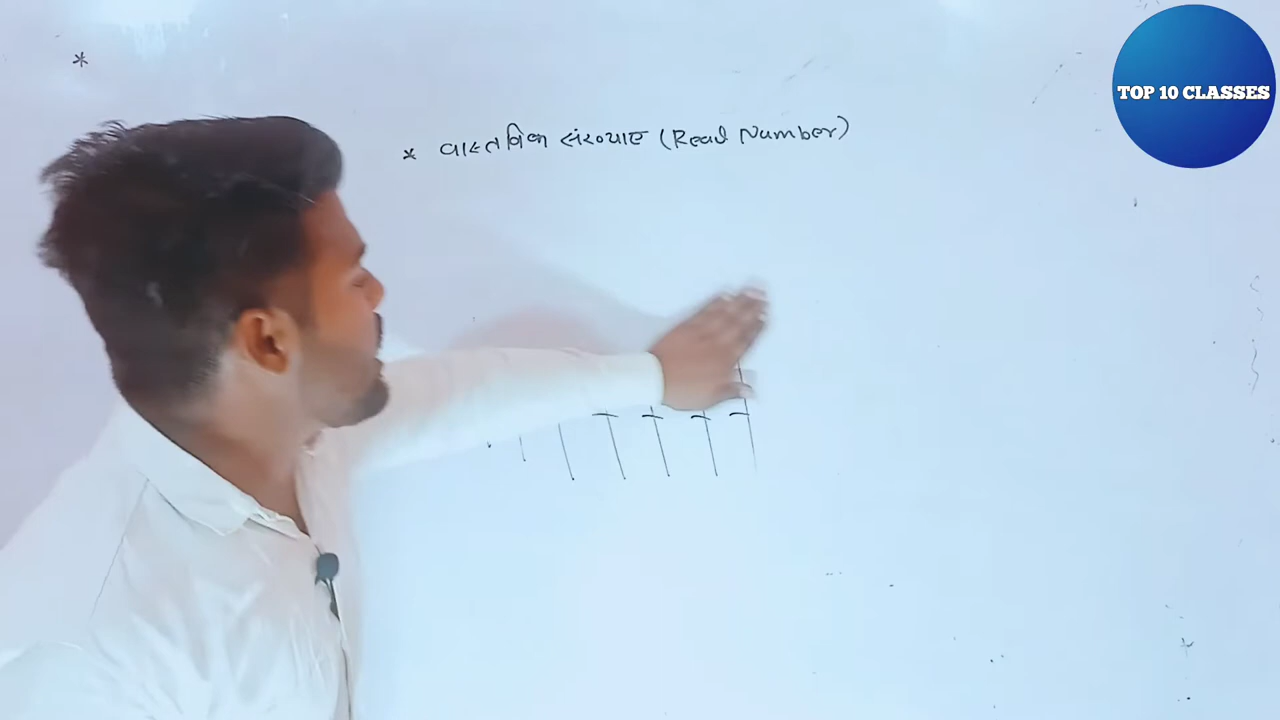 TOP 10 CLASSES
* वास्तविक संख्याए (Real Number)